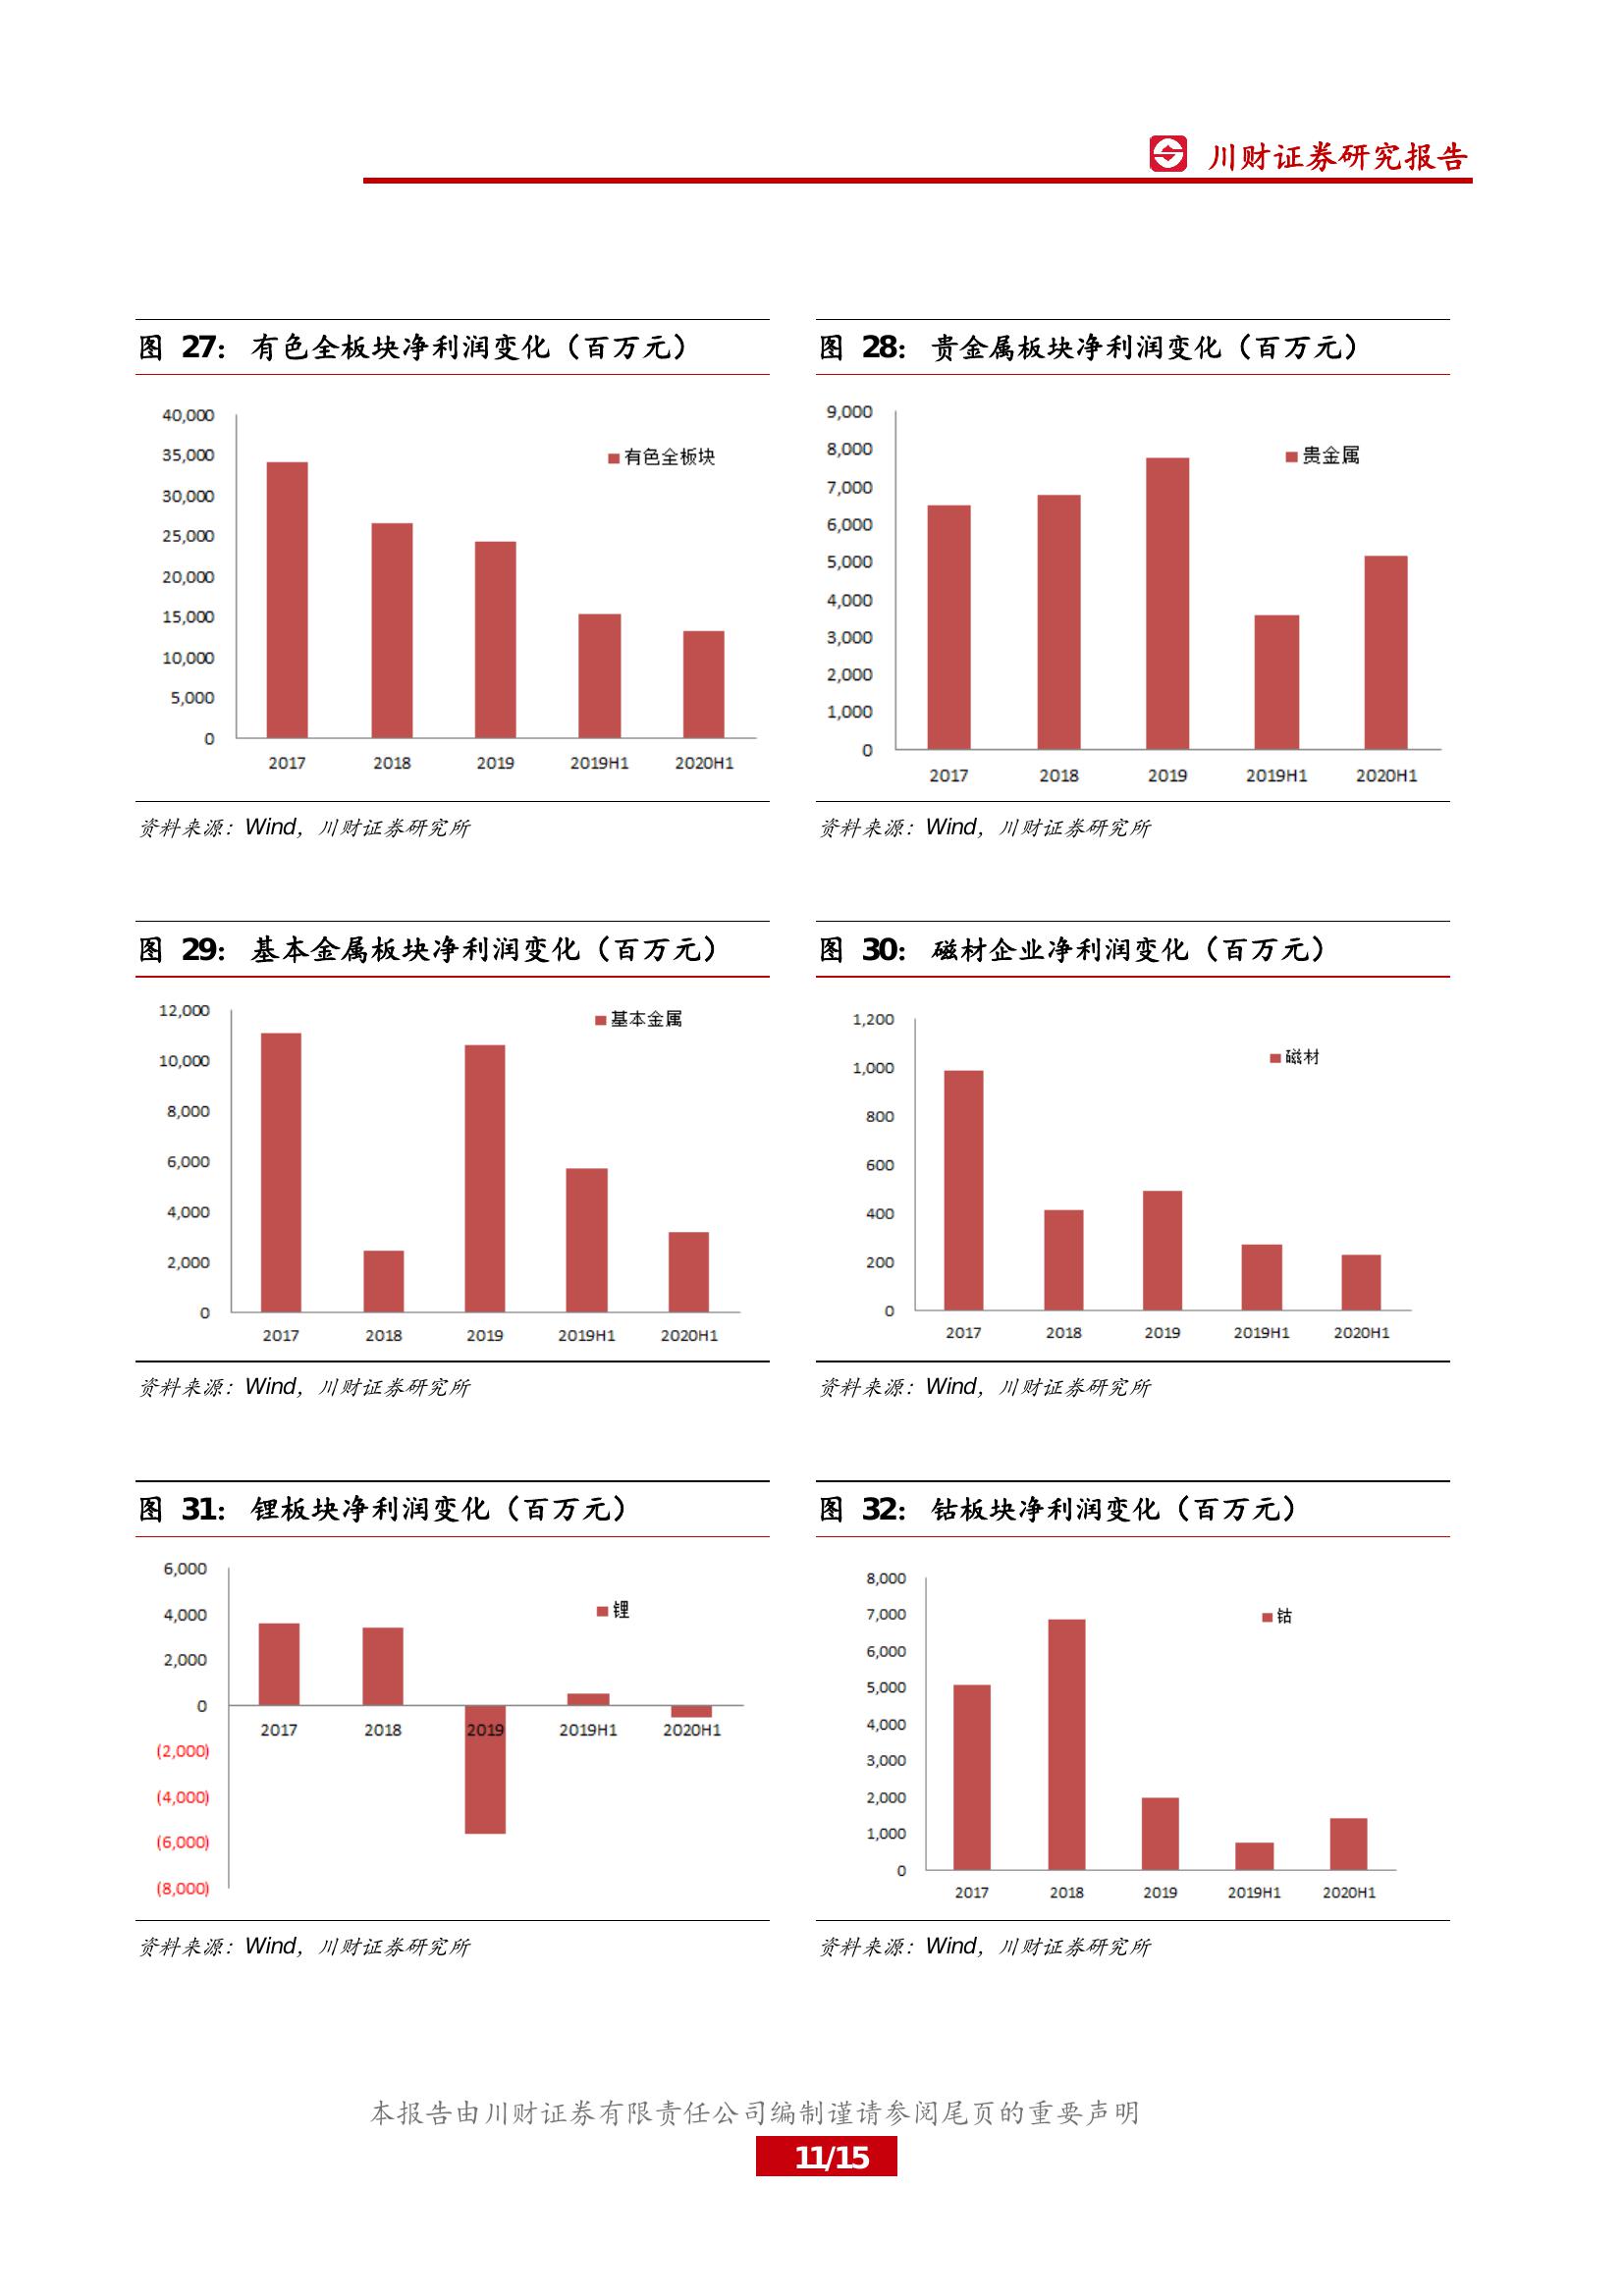 川财证券研究报告
图 27： 有色全板块净利润变化（百万元）
40,000
35,000
30,000
25,000
20,000
15,000
10,000
5,000
0
有色全板块
2017 2018 2019 2019H1 2020H1
资料来源：Wind，川财证券研究所
图 28： 贵金属板块净利润变化（百万元）
9,000
8,000
7,000
6,000
5,000
4,000
3,000
2,000
1,000
0
贵金属
2017 2018 2019 2019H1 2020H1
资料来源：Wind，川财证券研究所
图 29： 基本金属板块净利润变化（百万元）
12,000
10,000
8,000
6,000
4,000
2,000
0
基本金属
2017 2018 2019 2019H1 2020H1
资料来源：Wind，川财证券研究所
图 30： 磁材企业净利润变化（百万元）
1,200
1,000
800
600
400
200
0
磁材
2017 2018 2019 2019H1 2020H1
资料来源：Wind，川财证券研究所
图 31： 锂板块净利润变化（百万元）
6,000
4,000
2,000
0
(2,000)
(4,000)
(6,000)
(8,000)
锂
2017 2018 2019 2019H1 2020H1
资料来源：Wind，川财证券研究所
图 32： 钴板块净利润变化（百万元）
8,000
7,000
6,000
5,000
4,000
3,000
2,000
1,000
0
钴
2017 2018 2019 2019H1 2020H1
资料来源：Wind，川财证券研究所
本报告由川财证券有限责任公司编制谨请参阅尾页的重要声明
11/15